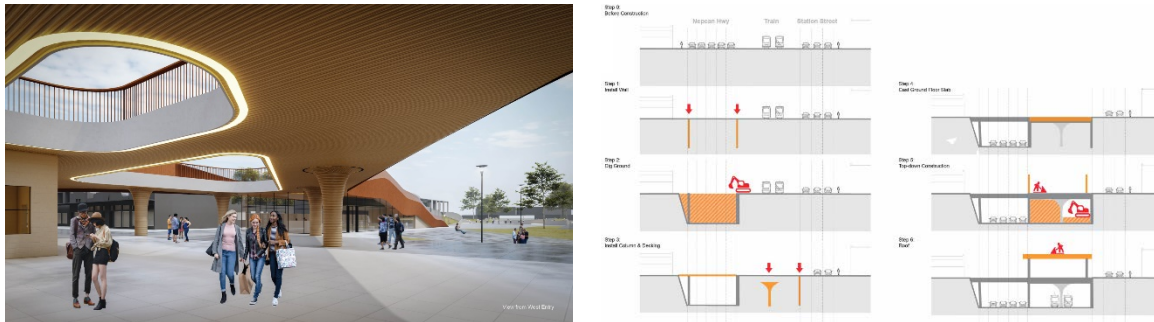 View from West Entry
Step 0
Before Construction
Nepean Hwy
Train
Station Street
Step 1
Install Wall
Step 2
Dig Ground
Step 3
Install Column & Decking
Step 4
Cast Ground Floor Slab
Step 5
Top-down Construction
Step 6
Roof